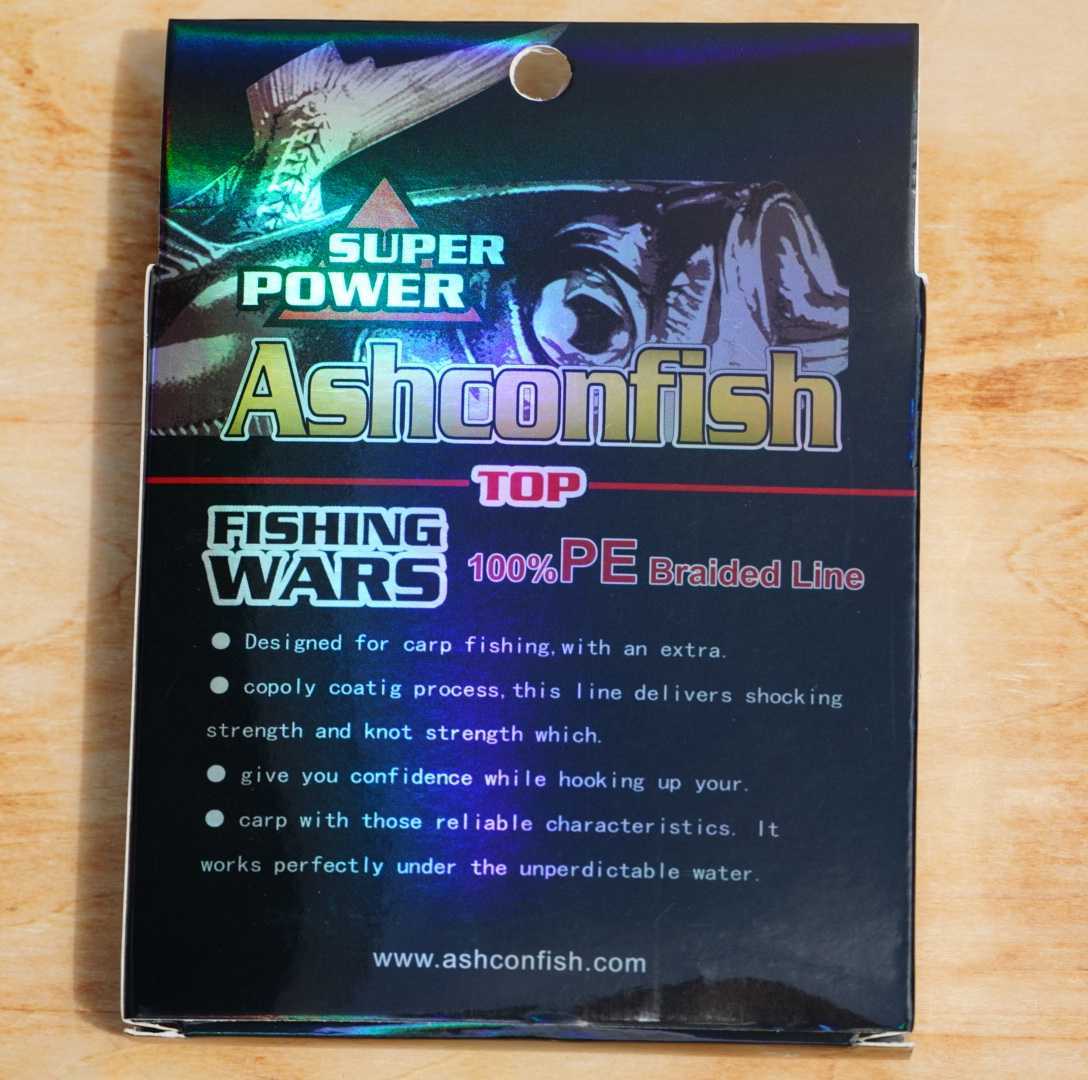 SUPER
POWER
Ashconfish
TOP
FISHING
WARS
100%PE Braided Line
● Designed for carp fishing,with an extra.
● copoly coatig process,this line delivers shocking
strength and knot strength which.
● give you confidence while hooking up your.
● carp with those reliable characteristics. It
works perfectly under the unperdictable water.
www.ashconfish.com